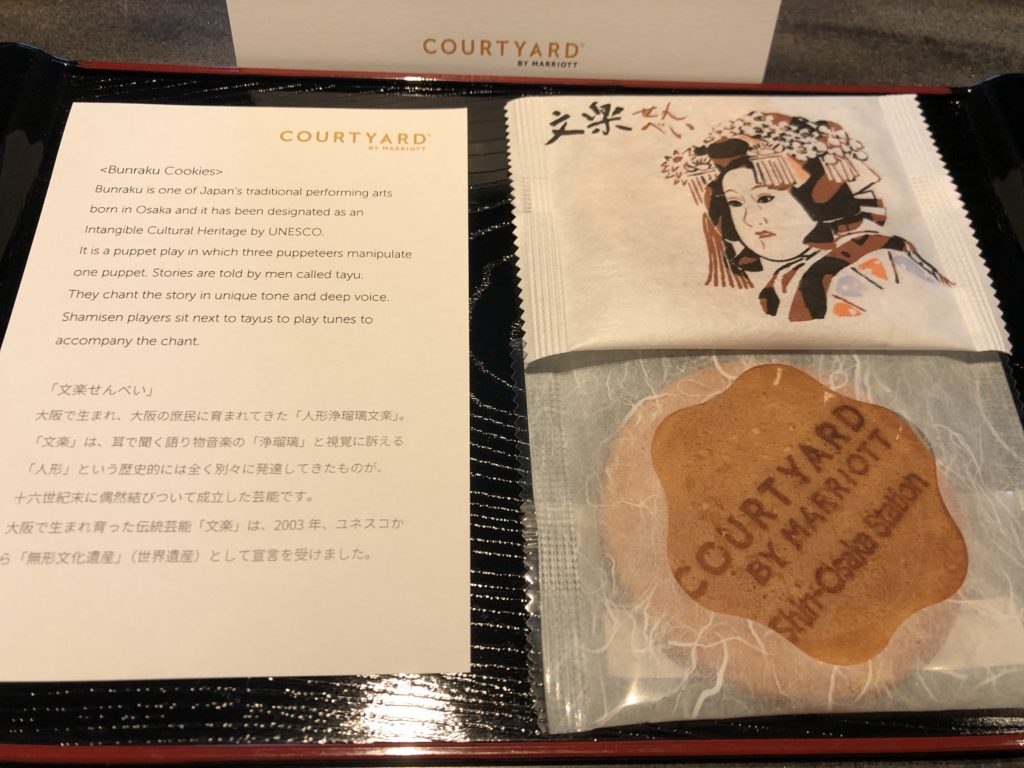 COURTYARD®
BY MARRIOTT
COURTYARD®
BY MARRIOTT
<Bunraku Cookies>
Bunraku is one of Japan's traditional performing arts
born in Osaka and it has been designated as an
Intangible Cultural Heritage by UNESCO.
It is a puppet play in which three puppeteers manipulate
one puppet. Stories are told by men called tayu.
They chant the story in unique tone and deep voice.
Shamisen players sit next to tayus to play tunes to
accompany the chant.
「文楽せんべい」
大阪で生まれ、大阪の庶民に育まれてきた「人形浄瑠璃文楽」。
「文楽」は、耳で聞く語り物音楽の「浄瑠璃」と視覚に訴える
「人形」という歴史的には全く別々に発達してきたものが、
十六世紀末に偶然結びついて成立した芸能です。
大阪で生まれ育った伝統芸能「文楽」は、2003 年、ユネスコか
ら「無形文化遺産」（世界遺産）として宣言を受けました。
文楽せんべい
COURTYARD
BY MARRIOTT
Shin-Osaka Station